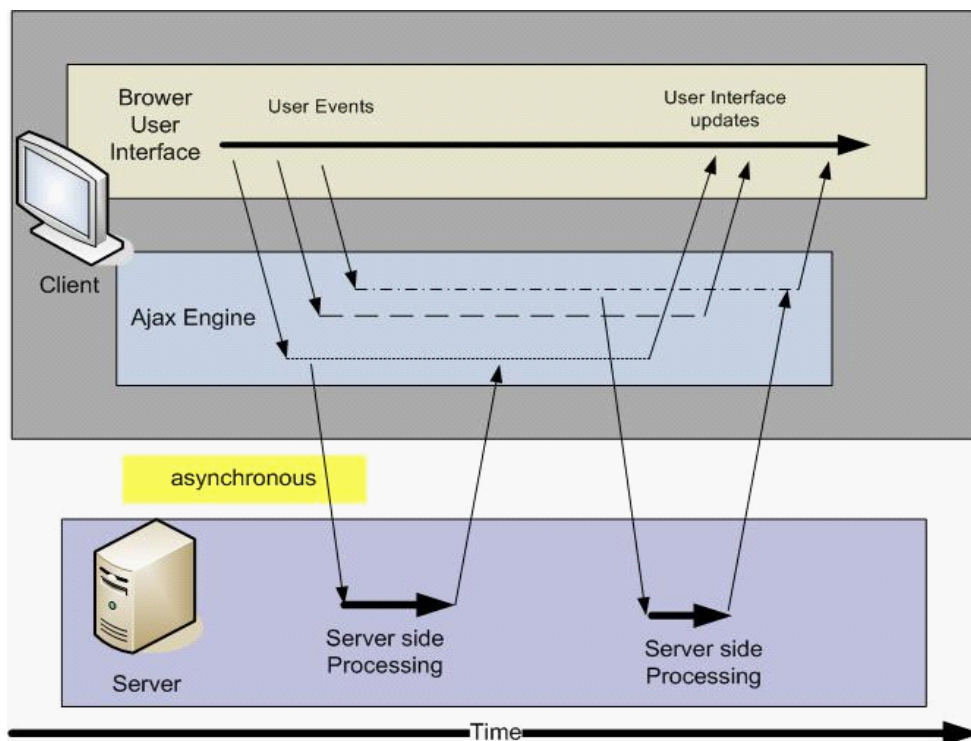 Brower
User
Interface
User Events
User Interface
updates
Client
Ajax Engine
asynchronous
Server side
Processing
Server side
Processing
Server
Time